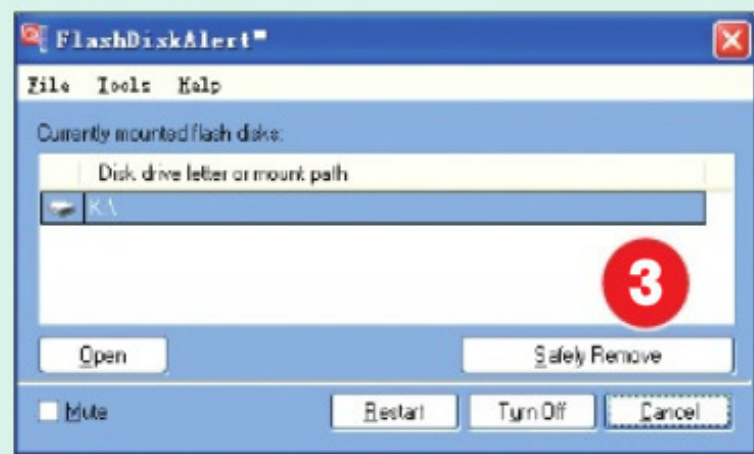 FlashDiskAlert
File Tools Help
Currently mounted flash disks:
Disk drive letter or mount path
K:\
3
Open
Safely Remove
Mute
Restart
Turn Off
Cancel